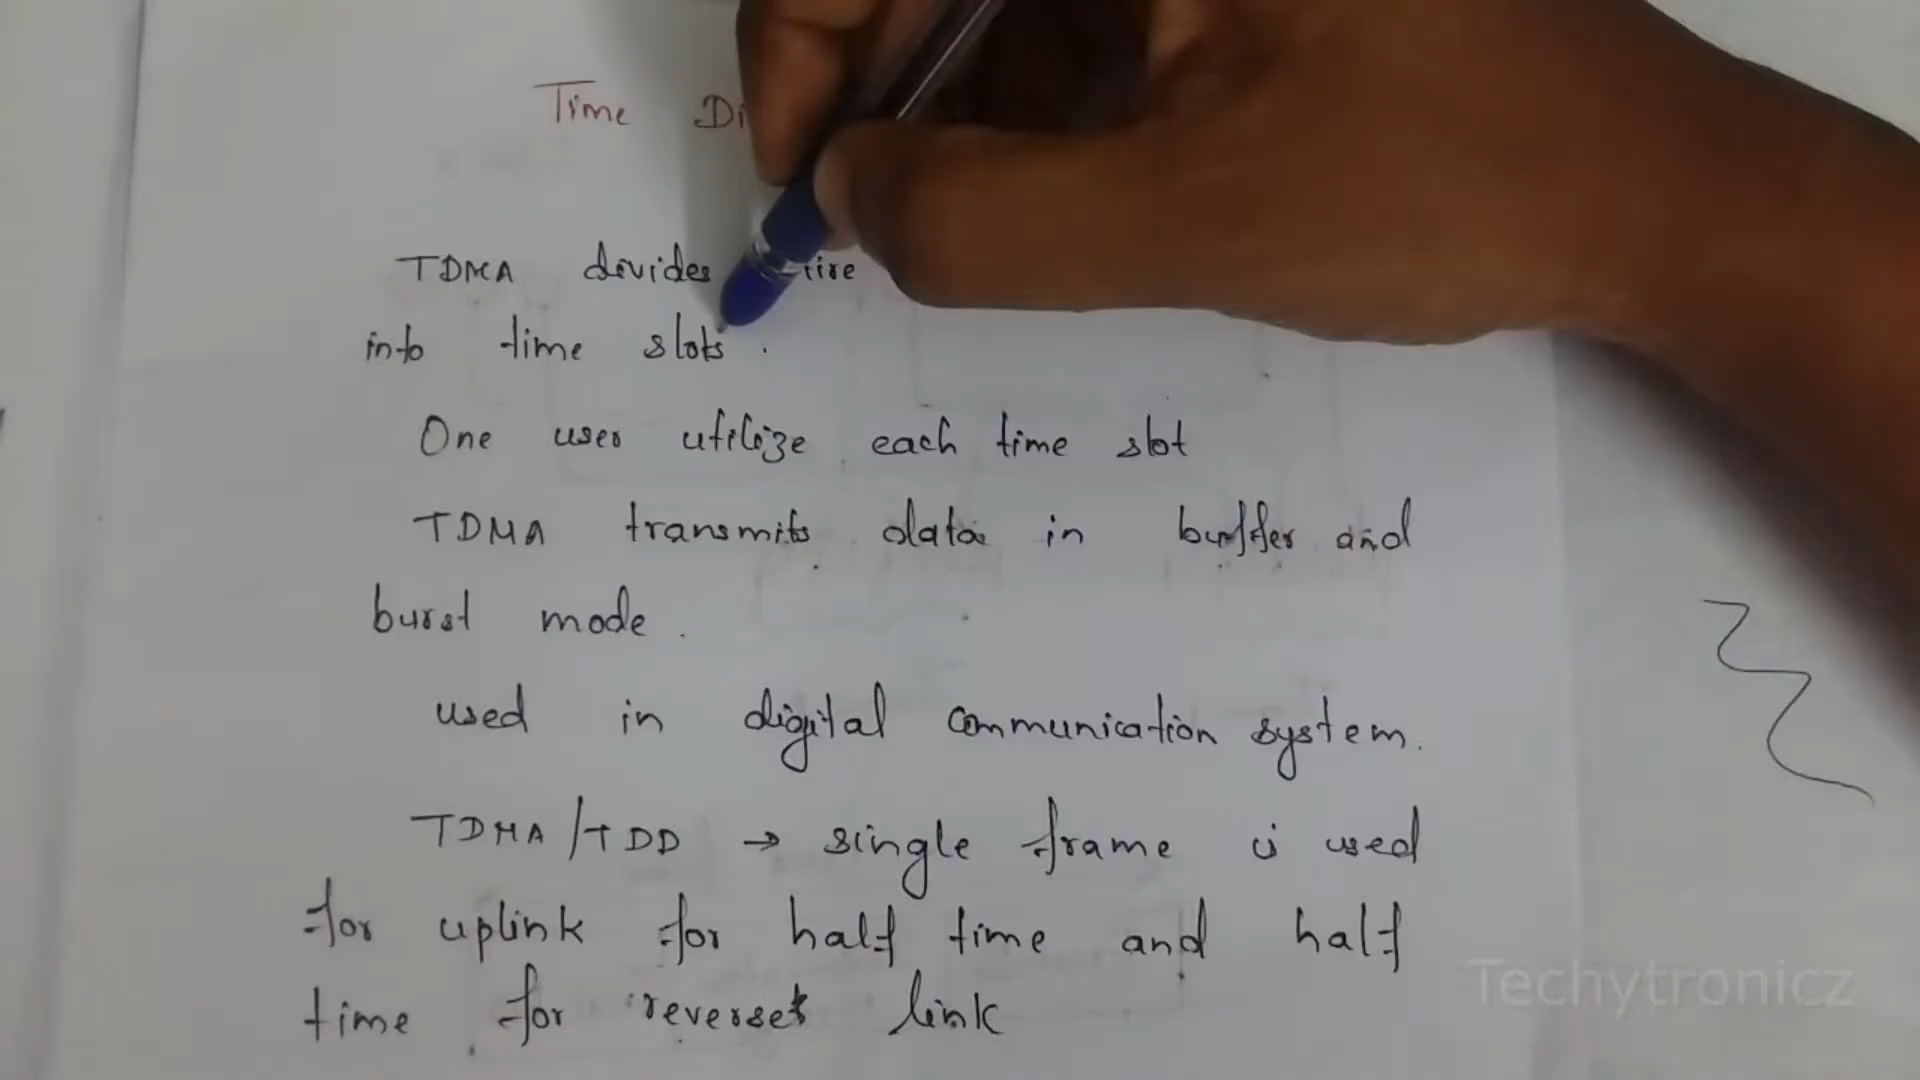 Time
TDMA divides
into time slots.
One user utilize each time slot
TDMA transmits data in buffer and
burst mode.
used in digital communication system.
TDMA/TDD → single frame is used
for uplink for half time and half
time for reverse link
Techytronicz